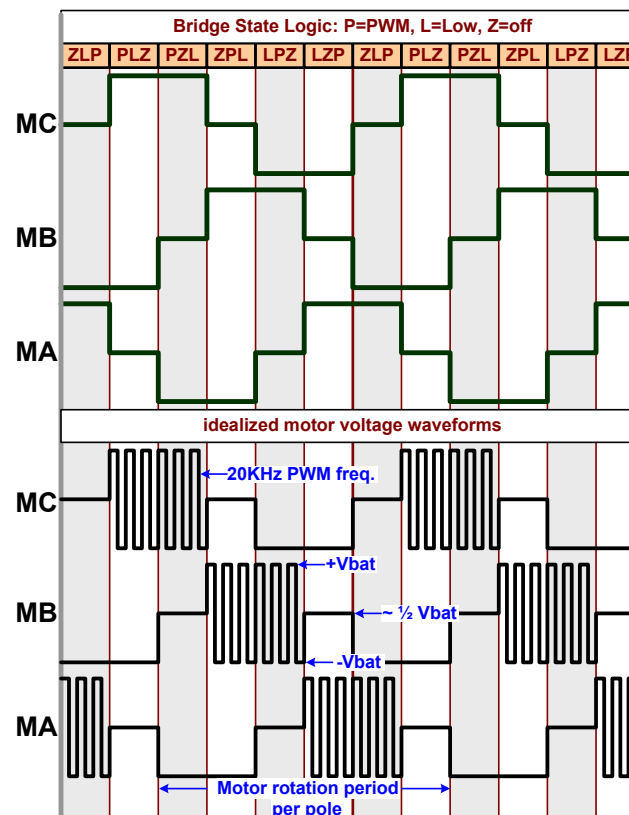 Bridge State Logic: P=PWM, L=Low, Z=off
ZLP PLZ PZL ZPL LPZ LZP ZLP PLZ PZL ZPL LPZ
MC
MB
MA
idealized motor voltage waveforms
MC
20KHz PWM freq.
+Vbat
MB
~ ½ Vbat
-Vbat
MA
Motor rotation period
per pole